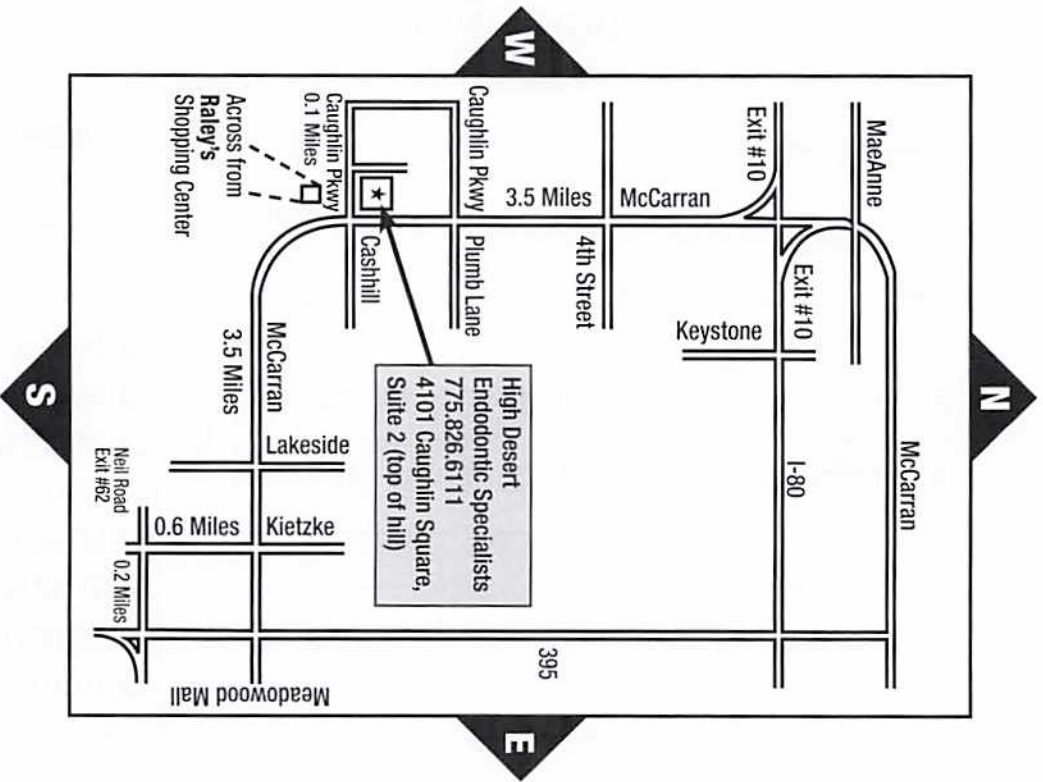 N
McCarran
MaeAnne
Exit #10
Exit #10
I-80
Keystone
McCarran
3.5 Miles
4th Street
Caughlin Pkwy
Plumb Lane
W
E
395
High Desert
Endodontic Specialists
775.826.6111
4101 Caughlin Square,
Suite 2 (top of hill)
★
Cashhill
Caughlin Pkwy
0.1 Miles
Across from
Raley's
Shopping Center
McCarran
3.5 Miles
Lakeside
Kietzke
0.6 Miles
Meadowood Mall
Neil Road
Exit #62
0.2 Miles
S